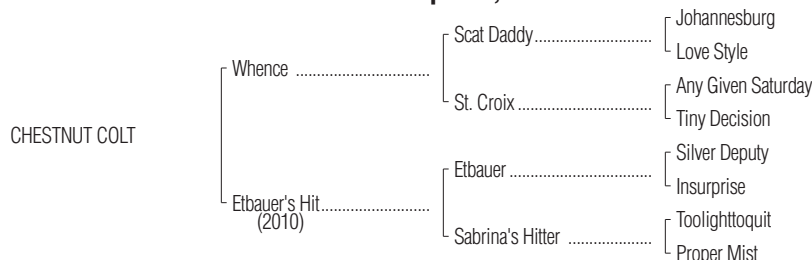 Johannesburg
Scat Daddy
Love Style
Whence
Any Given Saturday
St. Croix
Tiny Decision
CHESTNUT COLT
Silver Deputy
Etbauer
Insurprise
Etbauer's Hit
(2010)
Toolighttoquit
Sabrina's Hitter
Proper Mist